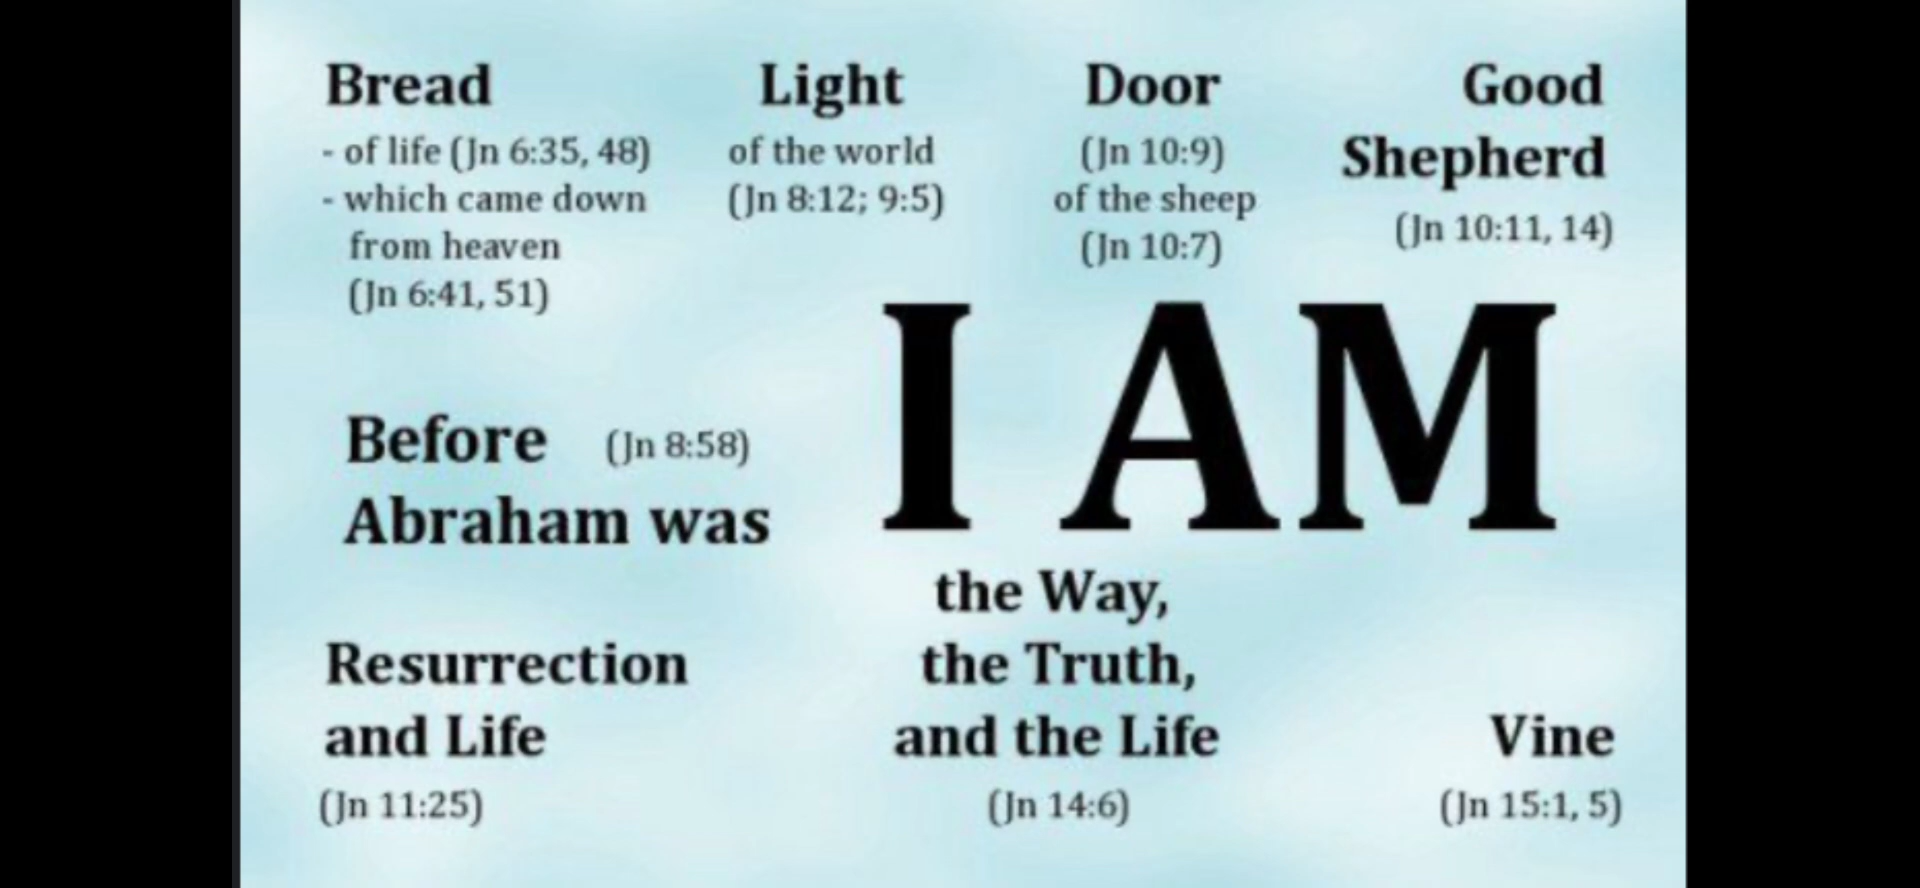 Bread
- of life (Jn 6:35, 48)
- which came down
from heaven
(Jn 6:41, 51)
Light
of the world
(Jn 8:12; 9:5)
Door
(Jn 10:9)
of the sheep
(Jn 10:7)
Good
Shepherd
(Jn 10:11, 14)
Before (Jn 8:58)
Abraham was
I AM
the Way,
the Truth,
and the Life
(Jn 14:6)
Resurrection
and Life
(Jn 11:25)
Vine
(Jn 15:1, 5)